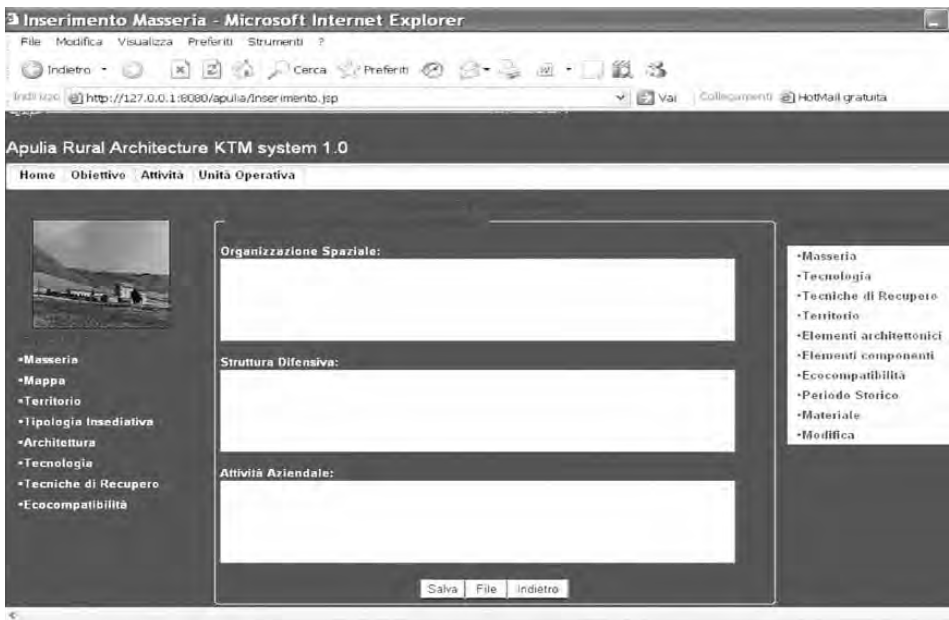 Inserimento Masseria - Microsoft Internet Explorer
File Modifica Visualizza Preferiti Strumenti ?
Indietro Cerca Preferiti
Indirizzo http://127.0.0.1:8080/apulia/Inserimento.jsp Vai Collegamenti HotMail gratuita
Apulia Rural Architecture KTM system 1.0
Home Obiettivo Attività Unità Operativa
•Masseria
•Mappa
•Territorio
•Tipologia Insediativa
•Architettura
•Tecnologia
•Tecniche di Recupero
•Ecocompatibilità
Organizzazione Spaziale:
Struttura Difensiva:
Attività Aziendale:
Salva File Indietro
•Masseria
•Tecnologia
•Tecniche di Recupero
•Territorio
•Elementi architettonici
•Elementi componenti
•Ecocompatibilità
•Periodo Storico
•Materiale
•Modifica